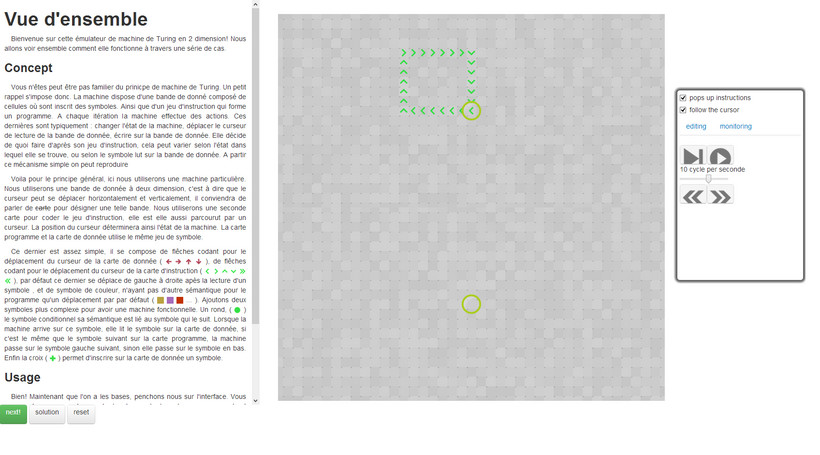 Vue d'ensemble
Bienvenue sur cette émulateur de machine de Turing en 2 dimension! Nous
allons voir ensemble comment elle fonctionne à travers une série de cas.
Concept
Vous n'êtes peut être pas familier du prinicpe de machine de Turing. Un petit
rappel s'impose donc. La machine dispose d'une bande de donné composé de
cellules où sont inscrit des symboles. Ainsi que d'un jeu d'instruction qui forme
un programme. A chaque itération la machine effectue des actions. Ces
dernières sont typiquement : changer l'état de la machine, déplacer le curseur
de lecture de la bande de donnée, écrire sur la bande de donnée. Elle décide
de quoi faire d'après son jeu d'instruction, cela peut varier selon l'état dans
lequel elle se trouve, ou selon le symbole lut sur la bande de donnée. A partir
ce mécanisme simple on peut reproduire
Voila pour le principe général, ici nous utiliserons une machine particulière.
Nous utiliserons une bande de donnée à deux dimension, c'est à dire que le
curseur peut se déplacer horizontalement et verticalement, il conviendra de
parler de carte pour désigner une telle bande. Nous utiliserons une seconde
carte pour coder le jeu d'instruction, elle est elle aussi parcourut par un
curseur. La position du curseur déterminera ainsi l'état de la machine. La carte
programme et la carte de donnée utilise le même jeu de symbole.
Ce dernier est assez simple, il se compose de flêches codant pour le
déplacement du curseur de la carte de donnée ( ← → ↑ ↓ ), de flêches
codant pour le déplacement du curseur de la carte d'instruction ( < > ^ v »
« ), par défaut ce dernier se déplace de gauche à droite apès la lecture d'un
symbole , et de symbole de couleur, n'ayant pas d'autre sémantique pour le
programme qu'un déplacement par par défaut ( ... ). Ajoutons deux
symboles plus complexe pour avoir une machine fonctionnelle. Un rond, ( ● )
le symbole conditionnel sa sémantique est lié au symbole qui le suit. Lorsque la
machine arrive sur ce symbole, elle lit le symbole sur la carte de donnée, si
c'est le même que le symbole suivant sur la carte programme, la machine
passe sur le symbole gauche suivant, sinon elle passe sur le symbole en bas.
Enfin la croix ( + ) permet d'inscrire sur la carte de donnée un symbole.
Usage
Bien! Maintenant que l'on a les bases, penchons nous sur l'interface. Vous
next!
solution
reset
pops up instructions
follow the cursor
editing
monitoring
10 cycle per seconde